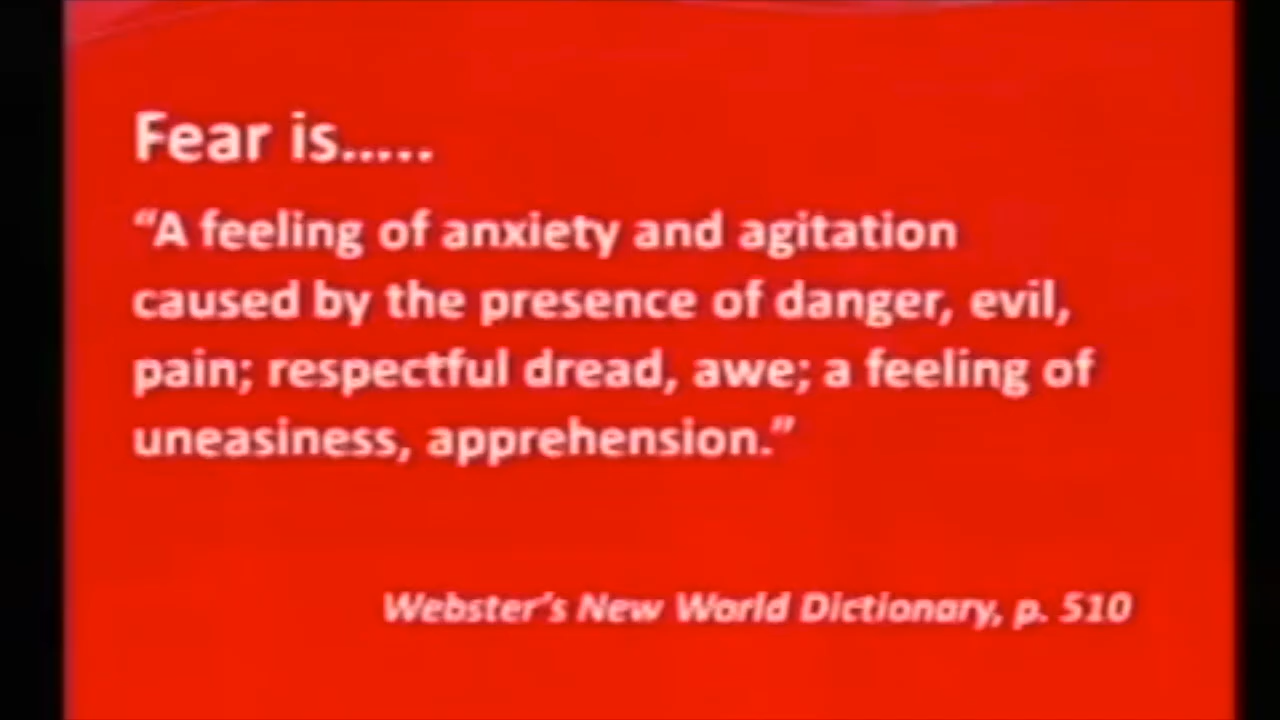 Fear is.....
“A feeling of anxiety and agitation
caused by the presence of danger, evil,
pain; respectful dread, awe; a feeling of
uneasiness, apprehension.”
Webster's New World Dictionary, p. 510